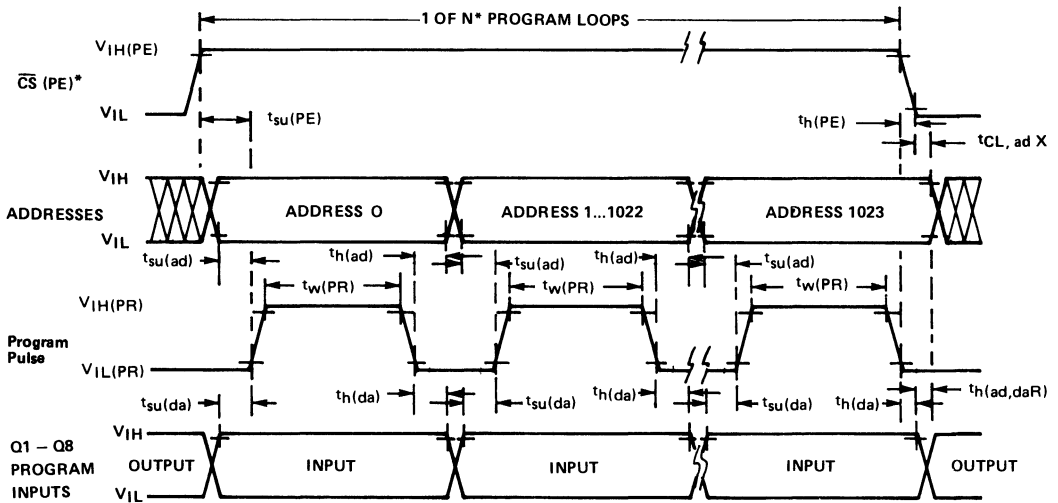 1 OF N* PROGRAM LOOPS
VIH(PE)
CS (PE)*
VIL
tsu(PE)
th(PE)
tCL, ad X
VIH
ADDRESSES
ADDRESS 0
ADDRESS 1...1022
ADDRESS 1023
VIL
tsu(ad)
th(ad)
tsu(ad)
th(ad)
tsu(ad)
tw(PR)
tw(PR)
tw(PR)
VIH(PR)
Program
Pulse
VIL(PR)
tsu(da)
th(da)
tsu(da)
th(da)
tsu(da)
th(da)
th(ad,daR)
VIH
Q1 – Q8
PROGRAM
INPUTS
OUTPUT
INPUT
INPUT
INPUT
OUTPUT
VIL